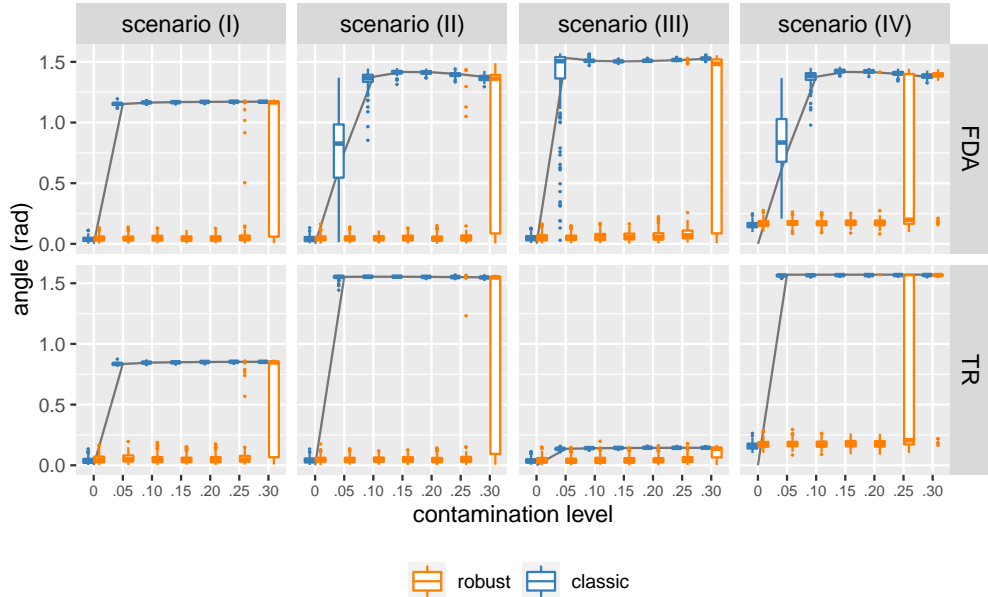 scenario (I) scenario (II) scenario (III) scenario (IV)
1.5
1.0
0.5
0.0
FDA
angle (rad)
1.5
1.0
0.5
0.0
TR
0 .05 .10 .15 .20 .25 .30 0 .05 .10 .15 .20 .25 .30 0 .05 .10 .15 .20 .25 .30 0 .05 .10 .15 .20 .25 .30
contamination level
robust classic